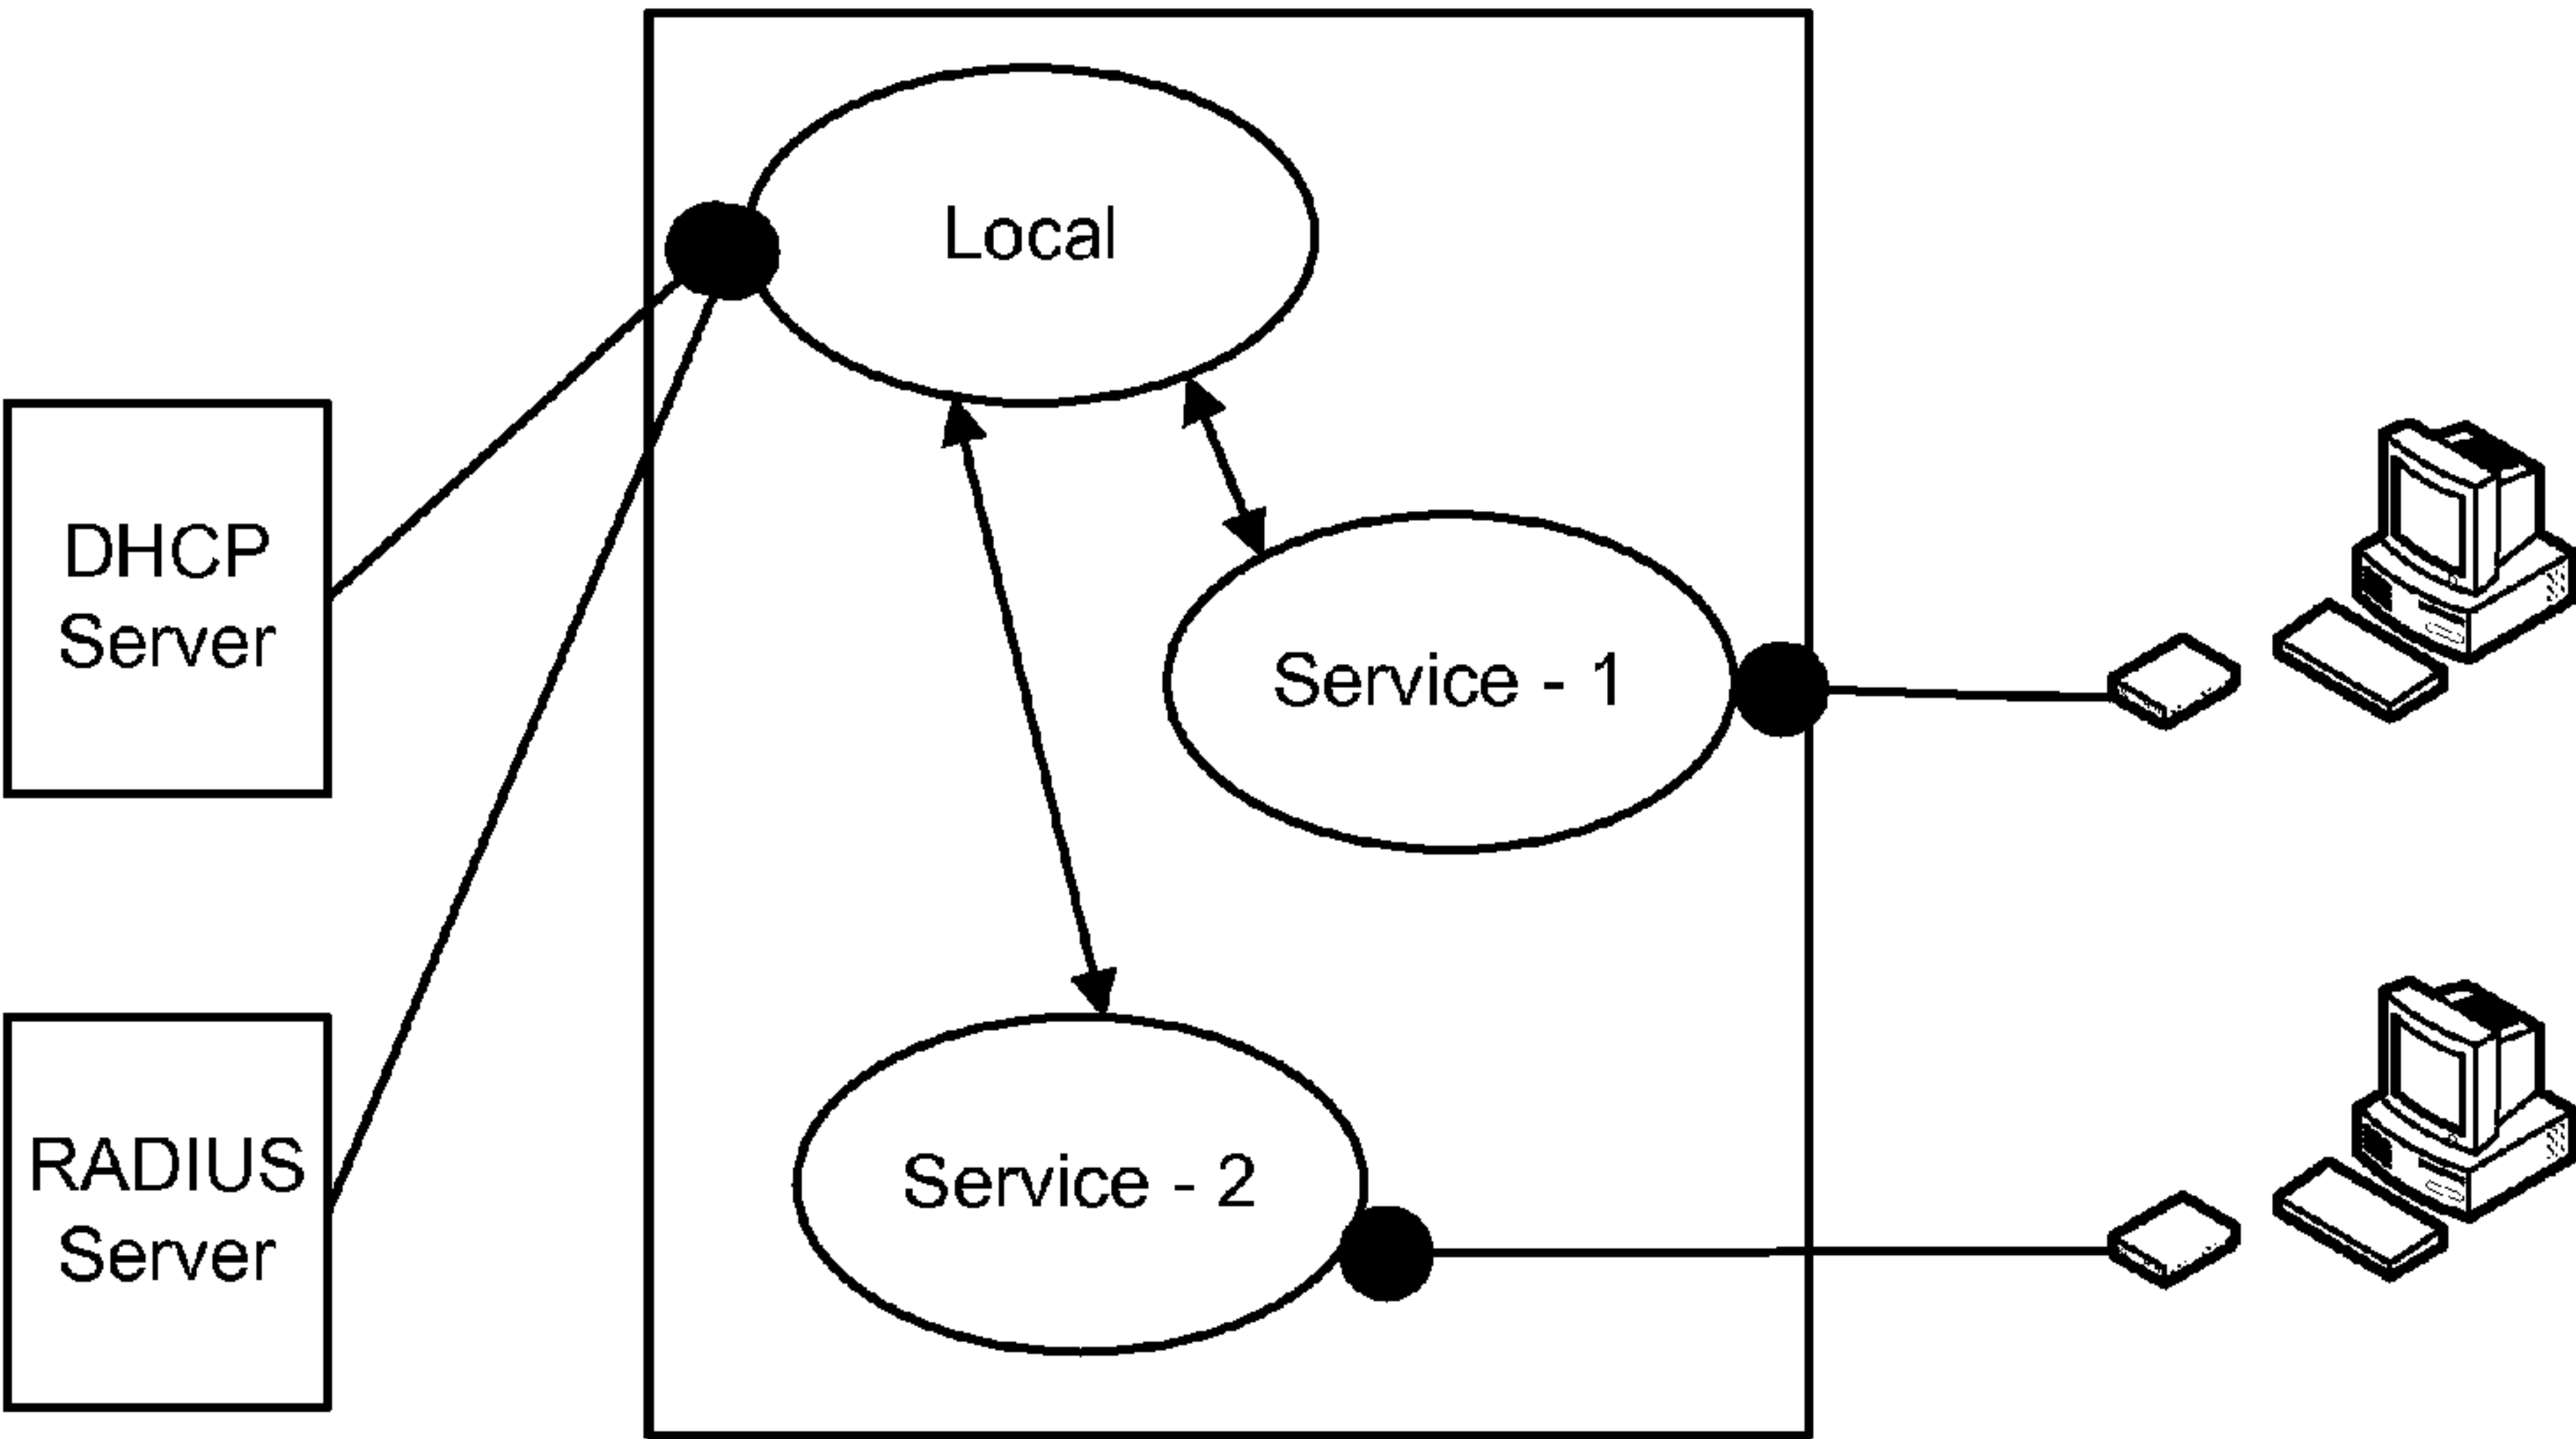 Local
DHCP
Server
Service - 1
RADIUS
Server
Service - 2